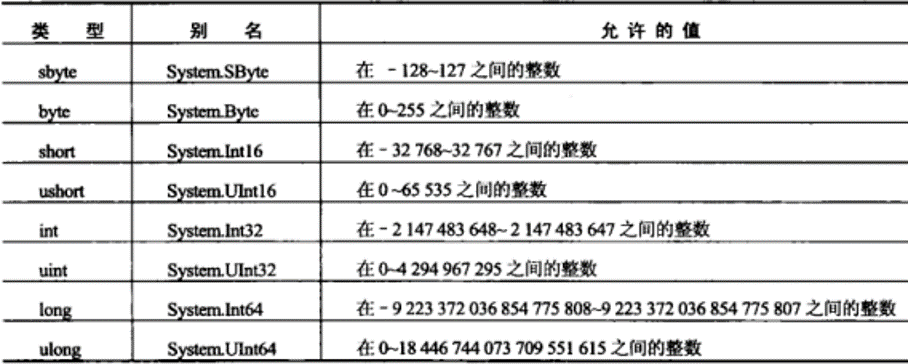 类 型 别 名 允许的值
sbyte System.SByte 在 -128~127 之间的整数
byte System.Byte 在 0~255 之间的整数
short System.Int16 在 -32 768~32 767 之间的整数
ushort System.UInt16 在 0~65 535 之间的整数
int System.Int32 在 -2 147 483 648~2 147 483 647 之间的整数
uint System.UInt32 在 0~4 294 967 295 之间的整数
long System.Int64 在 -9 223 372 036 854 775 808~9 223 372 036 854 775 807 之间的整数
ulong System.UInt64 在 0~18 446 744 073 709 551 615 之间的整数